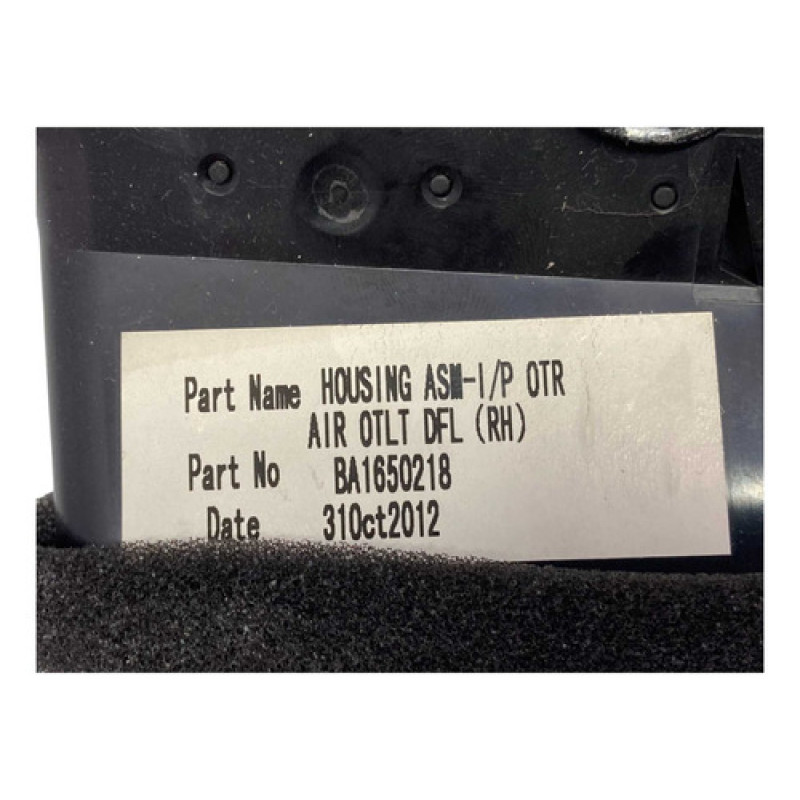 Part Name HOUSING ASM-I/P OTR
AIR OTLT DFL (RH)
Part No BA1650218
Date 31Oct2012